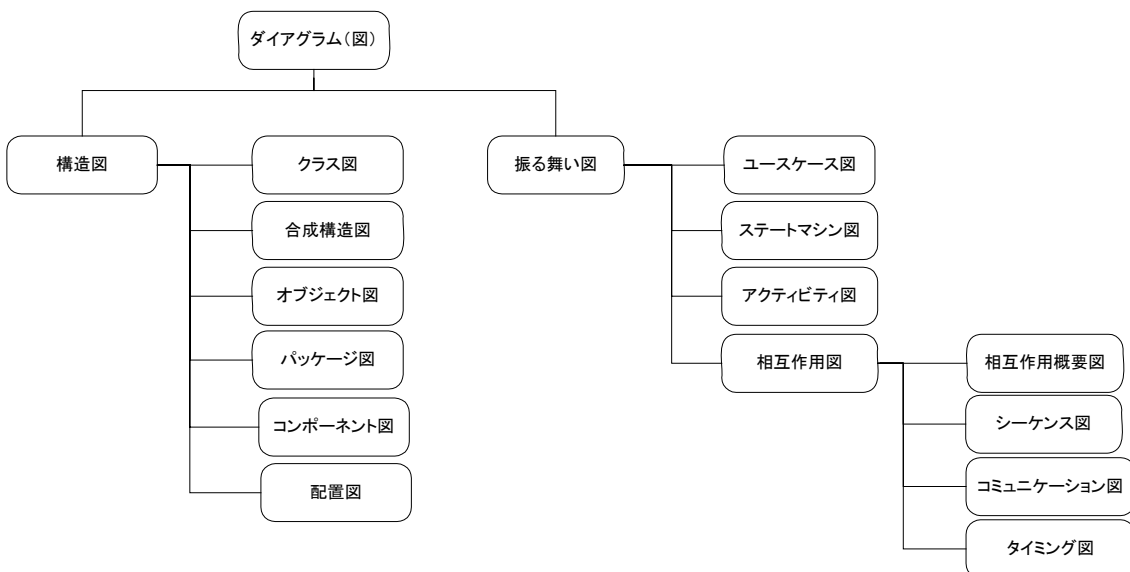 ダイアグラム(図)
構造図
クラス図
合成構造図
オブジェクト図
パッケージ図
コンポーネント図
配置図
振る舞い図
ユースケース図
ステートマシン図
アクティビティ図
相互作用図
相互作用概要図
シーケンス図
コミュニケーション図
タイミング図